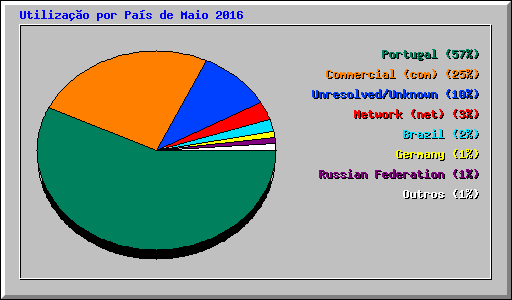 Utilização por País de Maio 2016
Portugal (57%)
Commercial (com) (25%)
Unresolved/Unknown (10%)
Network (net) (3%)
Brazil (2%)
Germany (1%)
Russian Federation (1%)
Outros (1%)